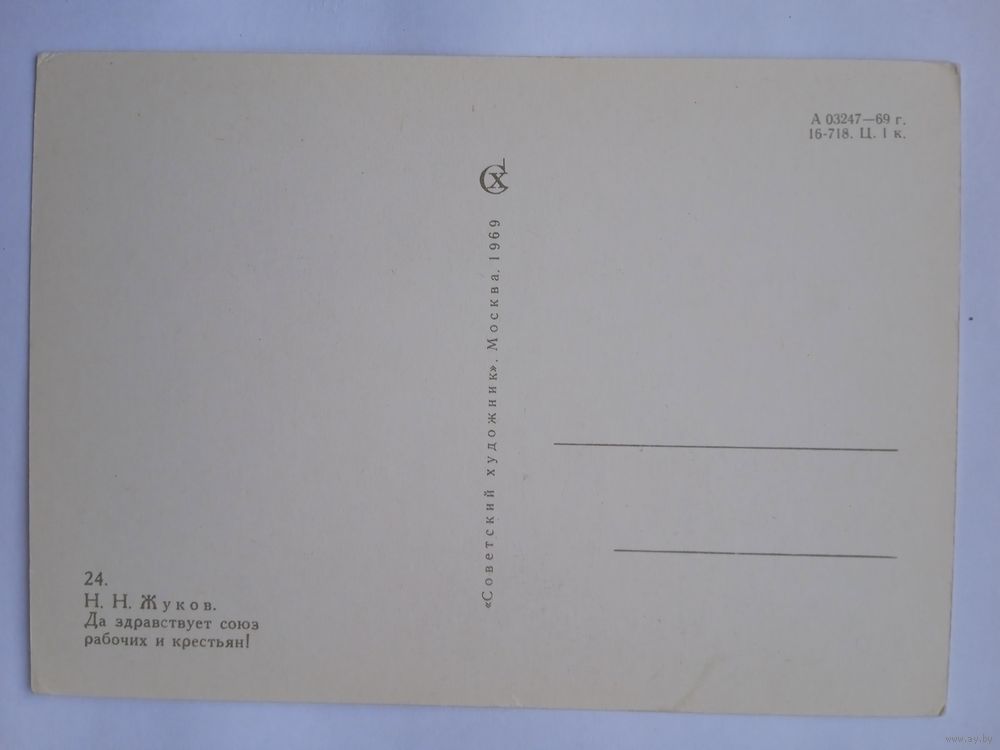 А 03247—69 г.
16-718. Ц. 1 к.
СХ
«Советский художник». Москва. 1969
24.
Н. Н. Жуков.
Да здравствует союз
рабочих и крестьян!
www.ay.by